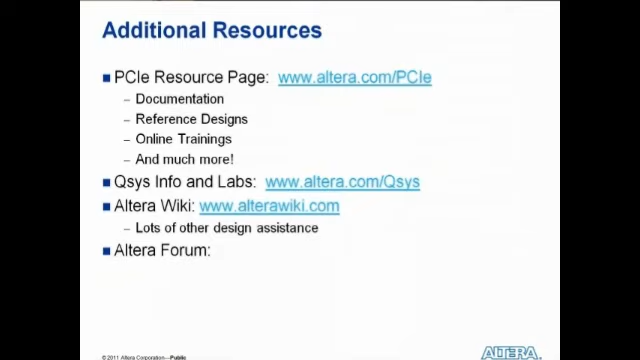 Additional Resources
PCIe Resource Page: www.altera.com/PCIe
– Documentation
– Reference Designs
– Online Trainings
– And much more!
Qsys Info and Labs: www.altera.com/Qsys
Altera Wiki: www.alterawiki.com
– Lots of other design assistance
Altera Forum:
© 2011 Altera Corporation—Public
ALTERA